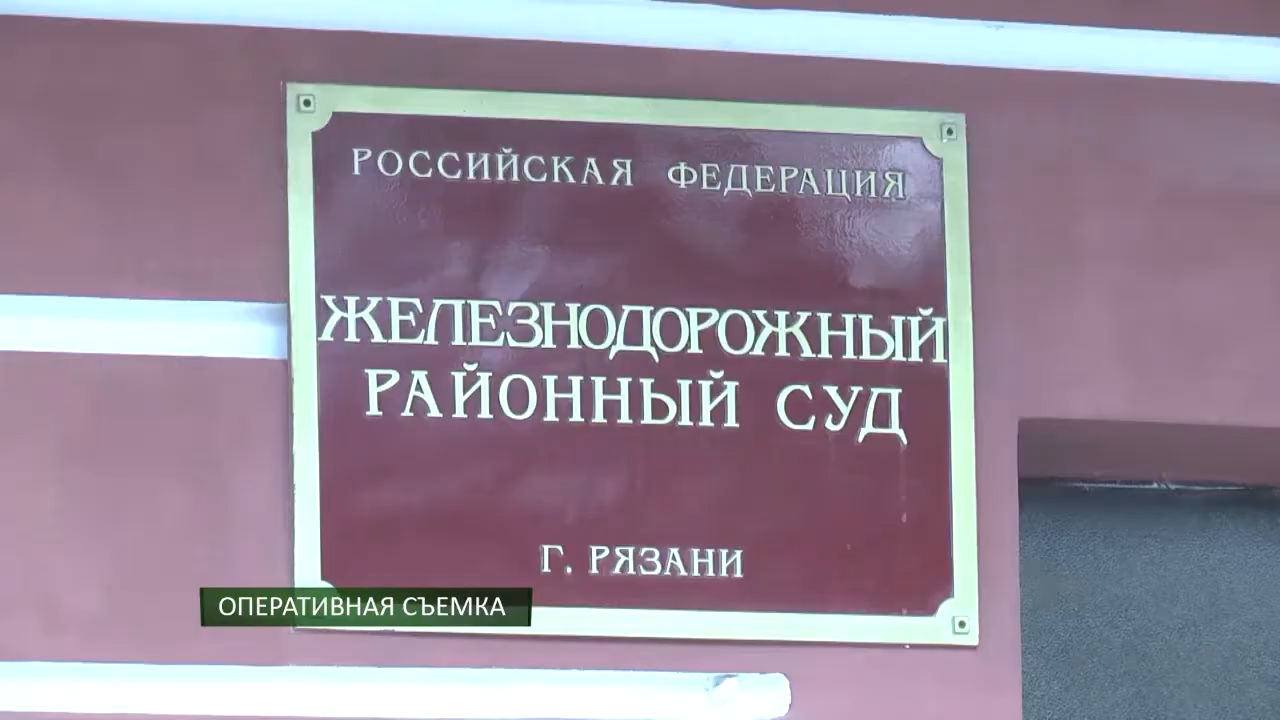 РОССИЙСКАЯ ФЕДЕРАЦИЯ
ЖЕЛЕЗНОДОРОЖНЫЙ
РАЙОННЫЙ СУД
Г. РЯЗАНИ
ОПЕРАТИВНАЯ СЪЕМКА